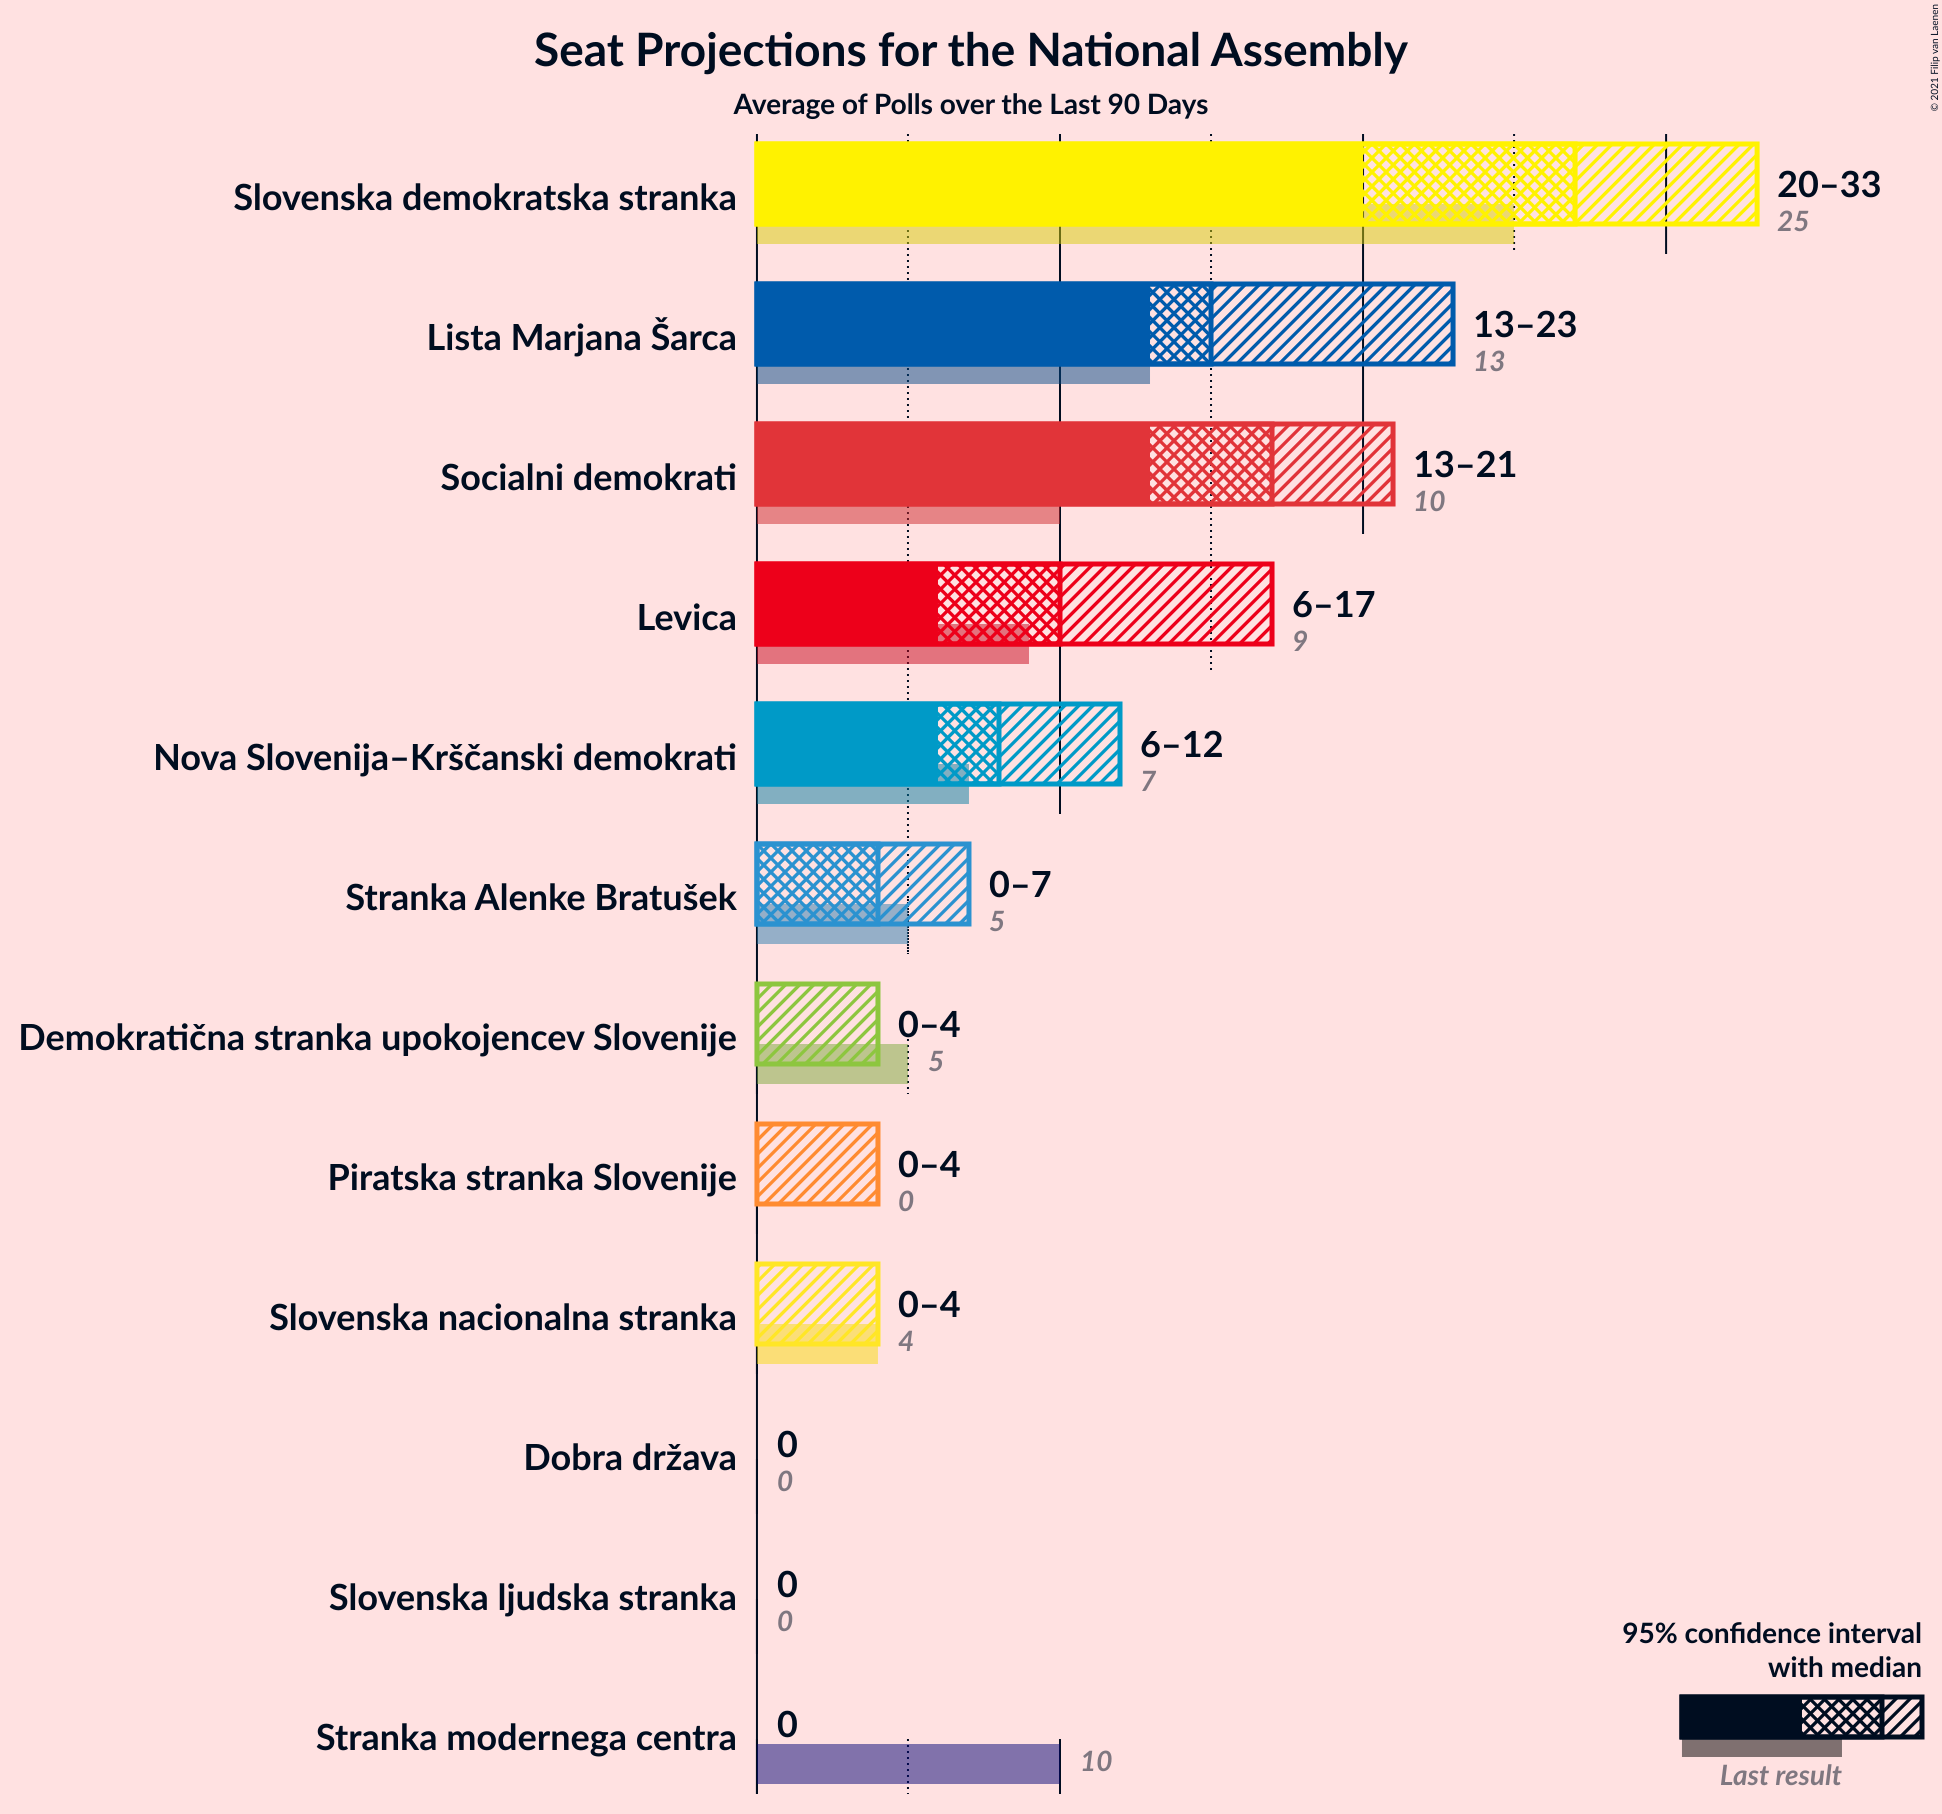 Seat Projections for the National Assembly
Average of Polls over the Last 90 Days
© 2021 Filip van Laenen
Slovenska demokratska stranka
20–33
25
Lista Marjana Šarca
13–23
13
Socialni demokrati
13–21
10
Levica
6–17
9
Nova Slovenija–Krščanski demokrati
6–12
7
Stranka Alenke Bratušek
0–7
5
Demokratična stranka upokojencev Slovenije
0–4
5
Piratska stranka Slovenije
0–4
0
Slovenska nacionalna stranka
0–4
4
Dobra država
0
0
Slovenska ljudska stranka
0
0
Stranka modernega centra
0
10
95% confidence interval
with median
Last result